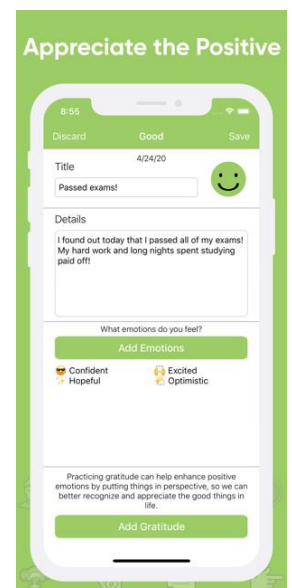 Appreciate the Positive
8:55
Discard Good Save
4/24/20
Title
Passed exams!
Details
I found out today that I passed all of my exams!
My hard work and long nights spent studying
paid off!
What emotions do you feel?
Add Emotions
😎 Confident 🙌 Excited
✨ Hopeful 🌤️ Optimistic
Practicing gratitude can help enhance positive
emotions by putting things in perspective, so we can
better recognize and appreciate the good things in
life.
Add Gratitude